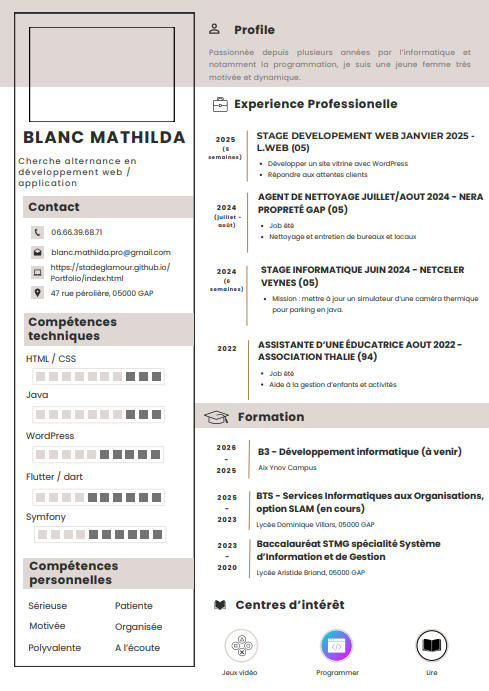 BLANC MATHILDA
Cherche alternance en
développement web /
application
Contact
06.66.39.68.71
blanc.mathilda.pro@gmail.com
https://stadeglamour.github.io/
Portfolio/index.html
47 rue pérolière, 05000 GAP
Compétences
techniques
HTML / CSS
Java
WordPress
Flutter / dart
Symfony
Compétences
personnelles
Sérieuse
Patiente
Motivée
Organisée
Polyvalente
A l'écoute
Profile
Passionnée depuis plusieurs années par l'informatique et
notamment la programmation, je suis une jeune femme très
motivée et dynamique.
Experience Professionelle
2025
(5
semaines)
STAGE DEVELOPEMENT WEB JANVIER 2025 -
L.WEB (05)
• Développer un site vitrine avec WordPress
• Répondre aux attentes clients
2024
(juillet -
août)
AGENT DE NETTOYAGE JUILLET/AOUT 2024 - NERA
PROPRETÉ GAP (05)
• Job été
• Nettoyage et entretien de bureaux et locaux
2024
(6
semaines)
STAGE INFORMATIQUE JUIN 2024 - NETCELER
VEYNES (05)
• Mission : mettre à jour un simulateur d'une caméra thermique
pour parking en java.
2022
ASSISTANTE D'UNE ÉDUCATRICE AOUT 2022 -
ASSOCIATION THALIE (94)
• Job été
• Aide à la gestion d'enfants et activités
Formation
2026
-
2025
B3 - Développement informatique (à venir)
Aix Ynov Campus
2025
-
2023
BTS - Services Informatiques aux Organisations,
option SLAM (en cours)
Lycée Dominique Villars, 05000 GAP
2023
-
2020
Baccalauréat STMG spécialité Système
d'Information et de Gestion
Lycée Aristide Briand, 05000 GAP
Centres d'intérêt
Jeux vidéo
Programmer
Lire